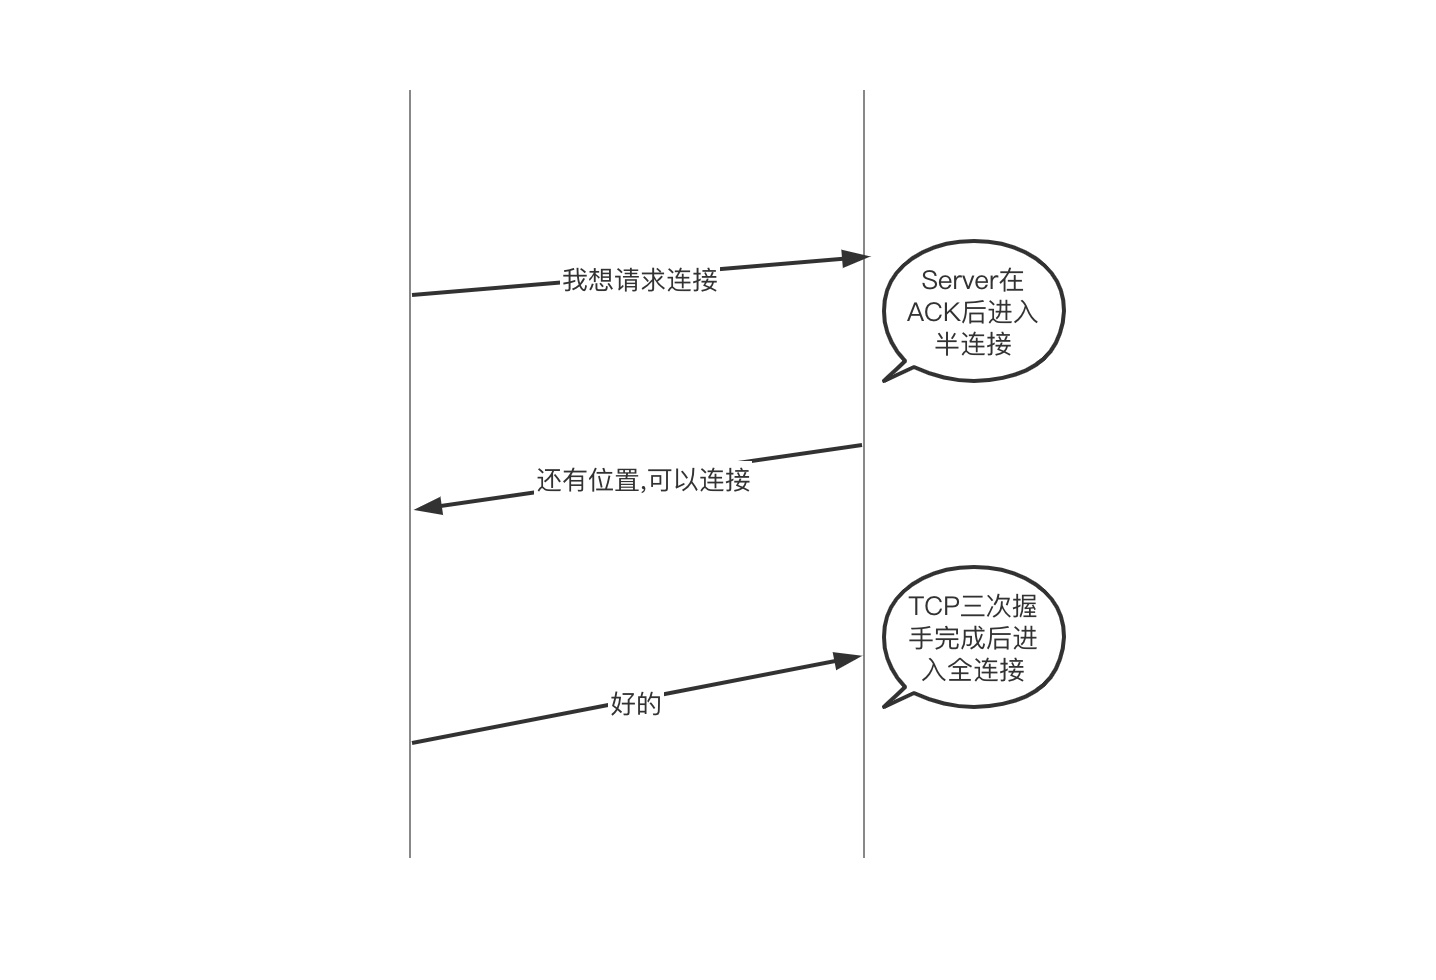 我想请求连接
Server在
ACK后进入
半连接
还有位置,可以连接
TCP三次握
手完成后进
入全连接
好的